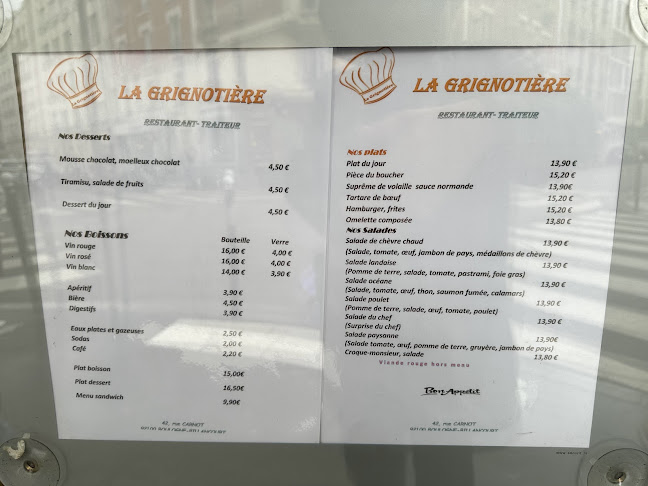 La Grignotière
LA GRIGNOTIÈRE
RESTAURANT- TRAITEUR
Nos Desserts
Mousse chocolat, moelleux chocolat 4,50 €
Tiramisu, salade de fruits 4,50 €
Dessert du jour 4,50 €
Nos Boissons Bouteille Verre
Vin rouge 16,00 € 4,00 €
Vin rosé 16,00 € 4,00 €
Vin blanc 14,00 € 3,90 €
Apéritif 3,90 €
Bière 4,50 €
Digestifs 3,90 €
Eaux plates et gazeuses 2,50 €
Sodas 2,00 €
Café 2,20 €
Plat boisson 15,00€
Plat dessert 16,50€
Menu sandwich 9,90€
42, rue CARNOT
La Grignotière
LA GRIGNOTIÈRE
RESTAURANT- TRAITEUR
Nos plats
Plat du jour 13,90 €
Pièce du boucher 15,20 €
Suprême de volaille sauce normande 13,90€
Tartare de bœuf 15,20 €
Hamburger, frites 15,20 €
Omelette composée 13,80 €
Nos Salades
Salade de chèvre chaud 13,90 €
(Salade, tomate, œuf, jambon de pays, médaillons de chèvre)
Salade landaise 13,90 €
(Pomme de terre, salade, tomate, pastrami, foie gras)
Salade océane 13,90 €
(Salade, tomate, œuf, thon, saumon fumée, calamars)
Salade poulet 13,90 €
(Pomme de terre, salade, œuf, tomate, poulet)
Salade du chef 13,90 €
(Surprise du chef)
Salade paysanne 13,90€
(Salade tomate, œuf, pomme de terre, gruyère, jambon de pays)
Croque-monsieur, salade 13,80 €
Viande rouge hors menu
Bon Appetit
42, rue CARNOT